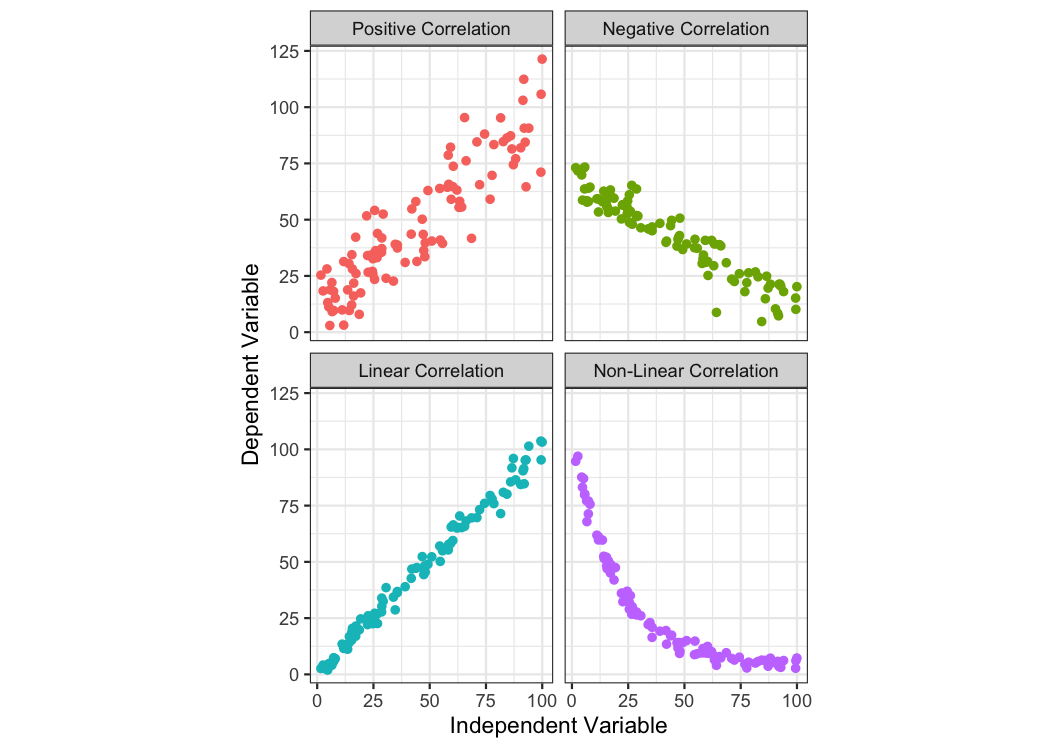 Positive Correlation
Negative Correlation
125
100
75
50
25
0
Linear Correlation
Non-Linear Correlation
125
100
75
50
25
0
0 25 50 75 100
0 25 50 75 100
Independent Variable
Dependent Variable